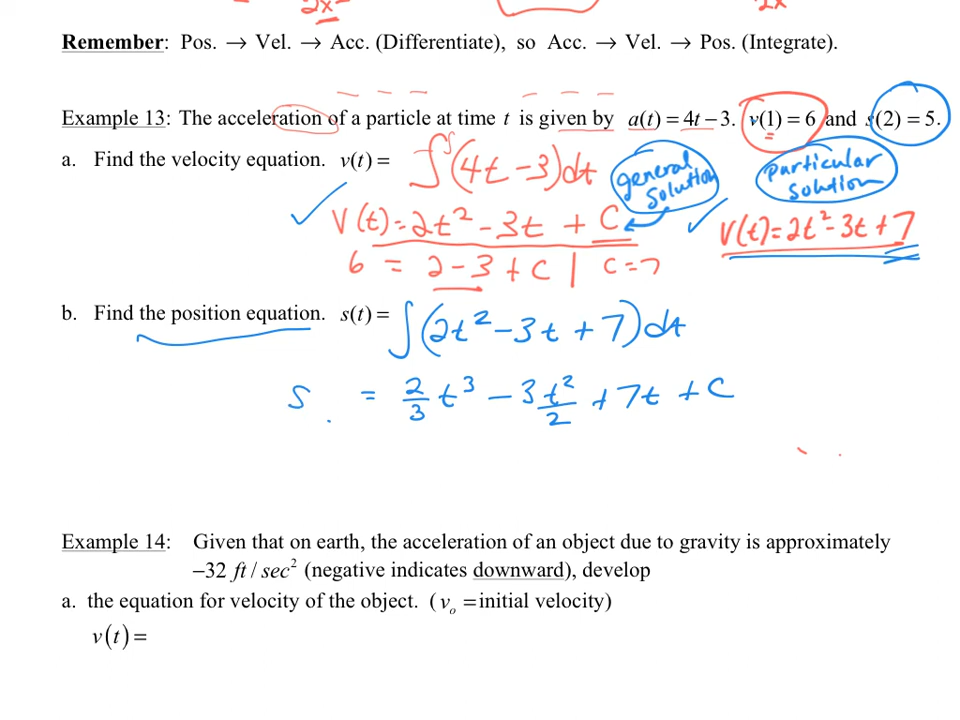 2x 2x
Remember: Pos. → Vel. → Acc. (Differentiate), so Acc. → Vel. → Pos. (Integrate).
Example 13: The acceleration of a particle at time t is given by a(t) = 4t − 3. v(1) = 6 and s(2) = 5.
a. Find the velocity equation. v(t) = ∫(4t − 3)dt general solution particular solution
V(t) = 2t² − 3t + C V(t) = 2t² − 3t + 7
6 = 2 − 3 + C | C = 7
b. Find the position equation. s(t) = ∫(2t² − 3t + 7)dt
S = 2/3 t³ − 3t²/2 + 7t + C
Example 14: Given that on earth, the acceleration of an object due to gravity is approximately
−32 ft / sec² (negative indicates downward), develop
a. the equation for velocity of the object. (vₒ = initial velocity)
v(t) =